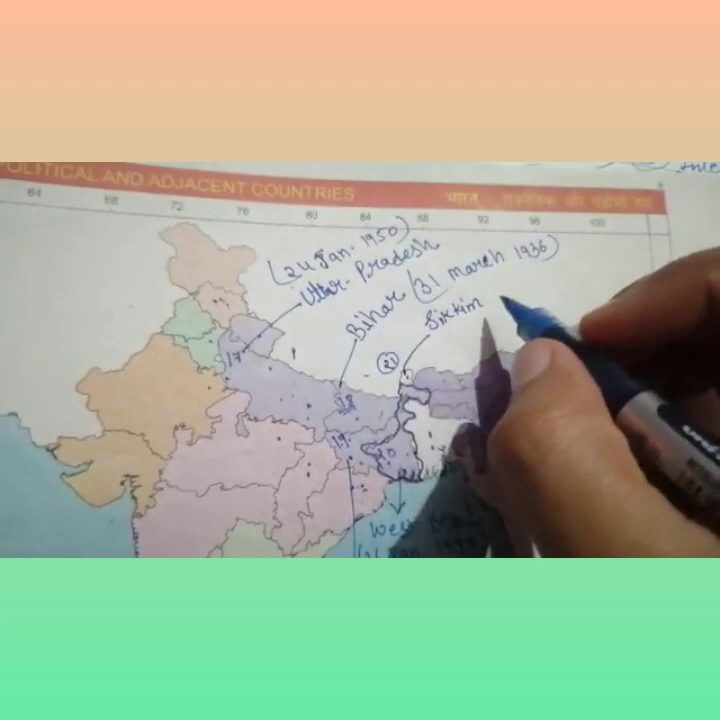 POLITICAL AND ADJACENT COUNTRIES
भारत
64 68 72 76 80 84 88 92 96 100
(24 Jan. 1950)
Uttar Pradesh
Bihar (31 March 1936)
Sikkim
21
17
18
19
20
West